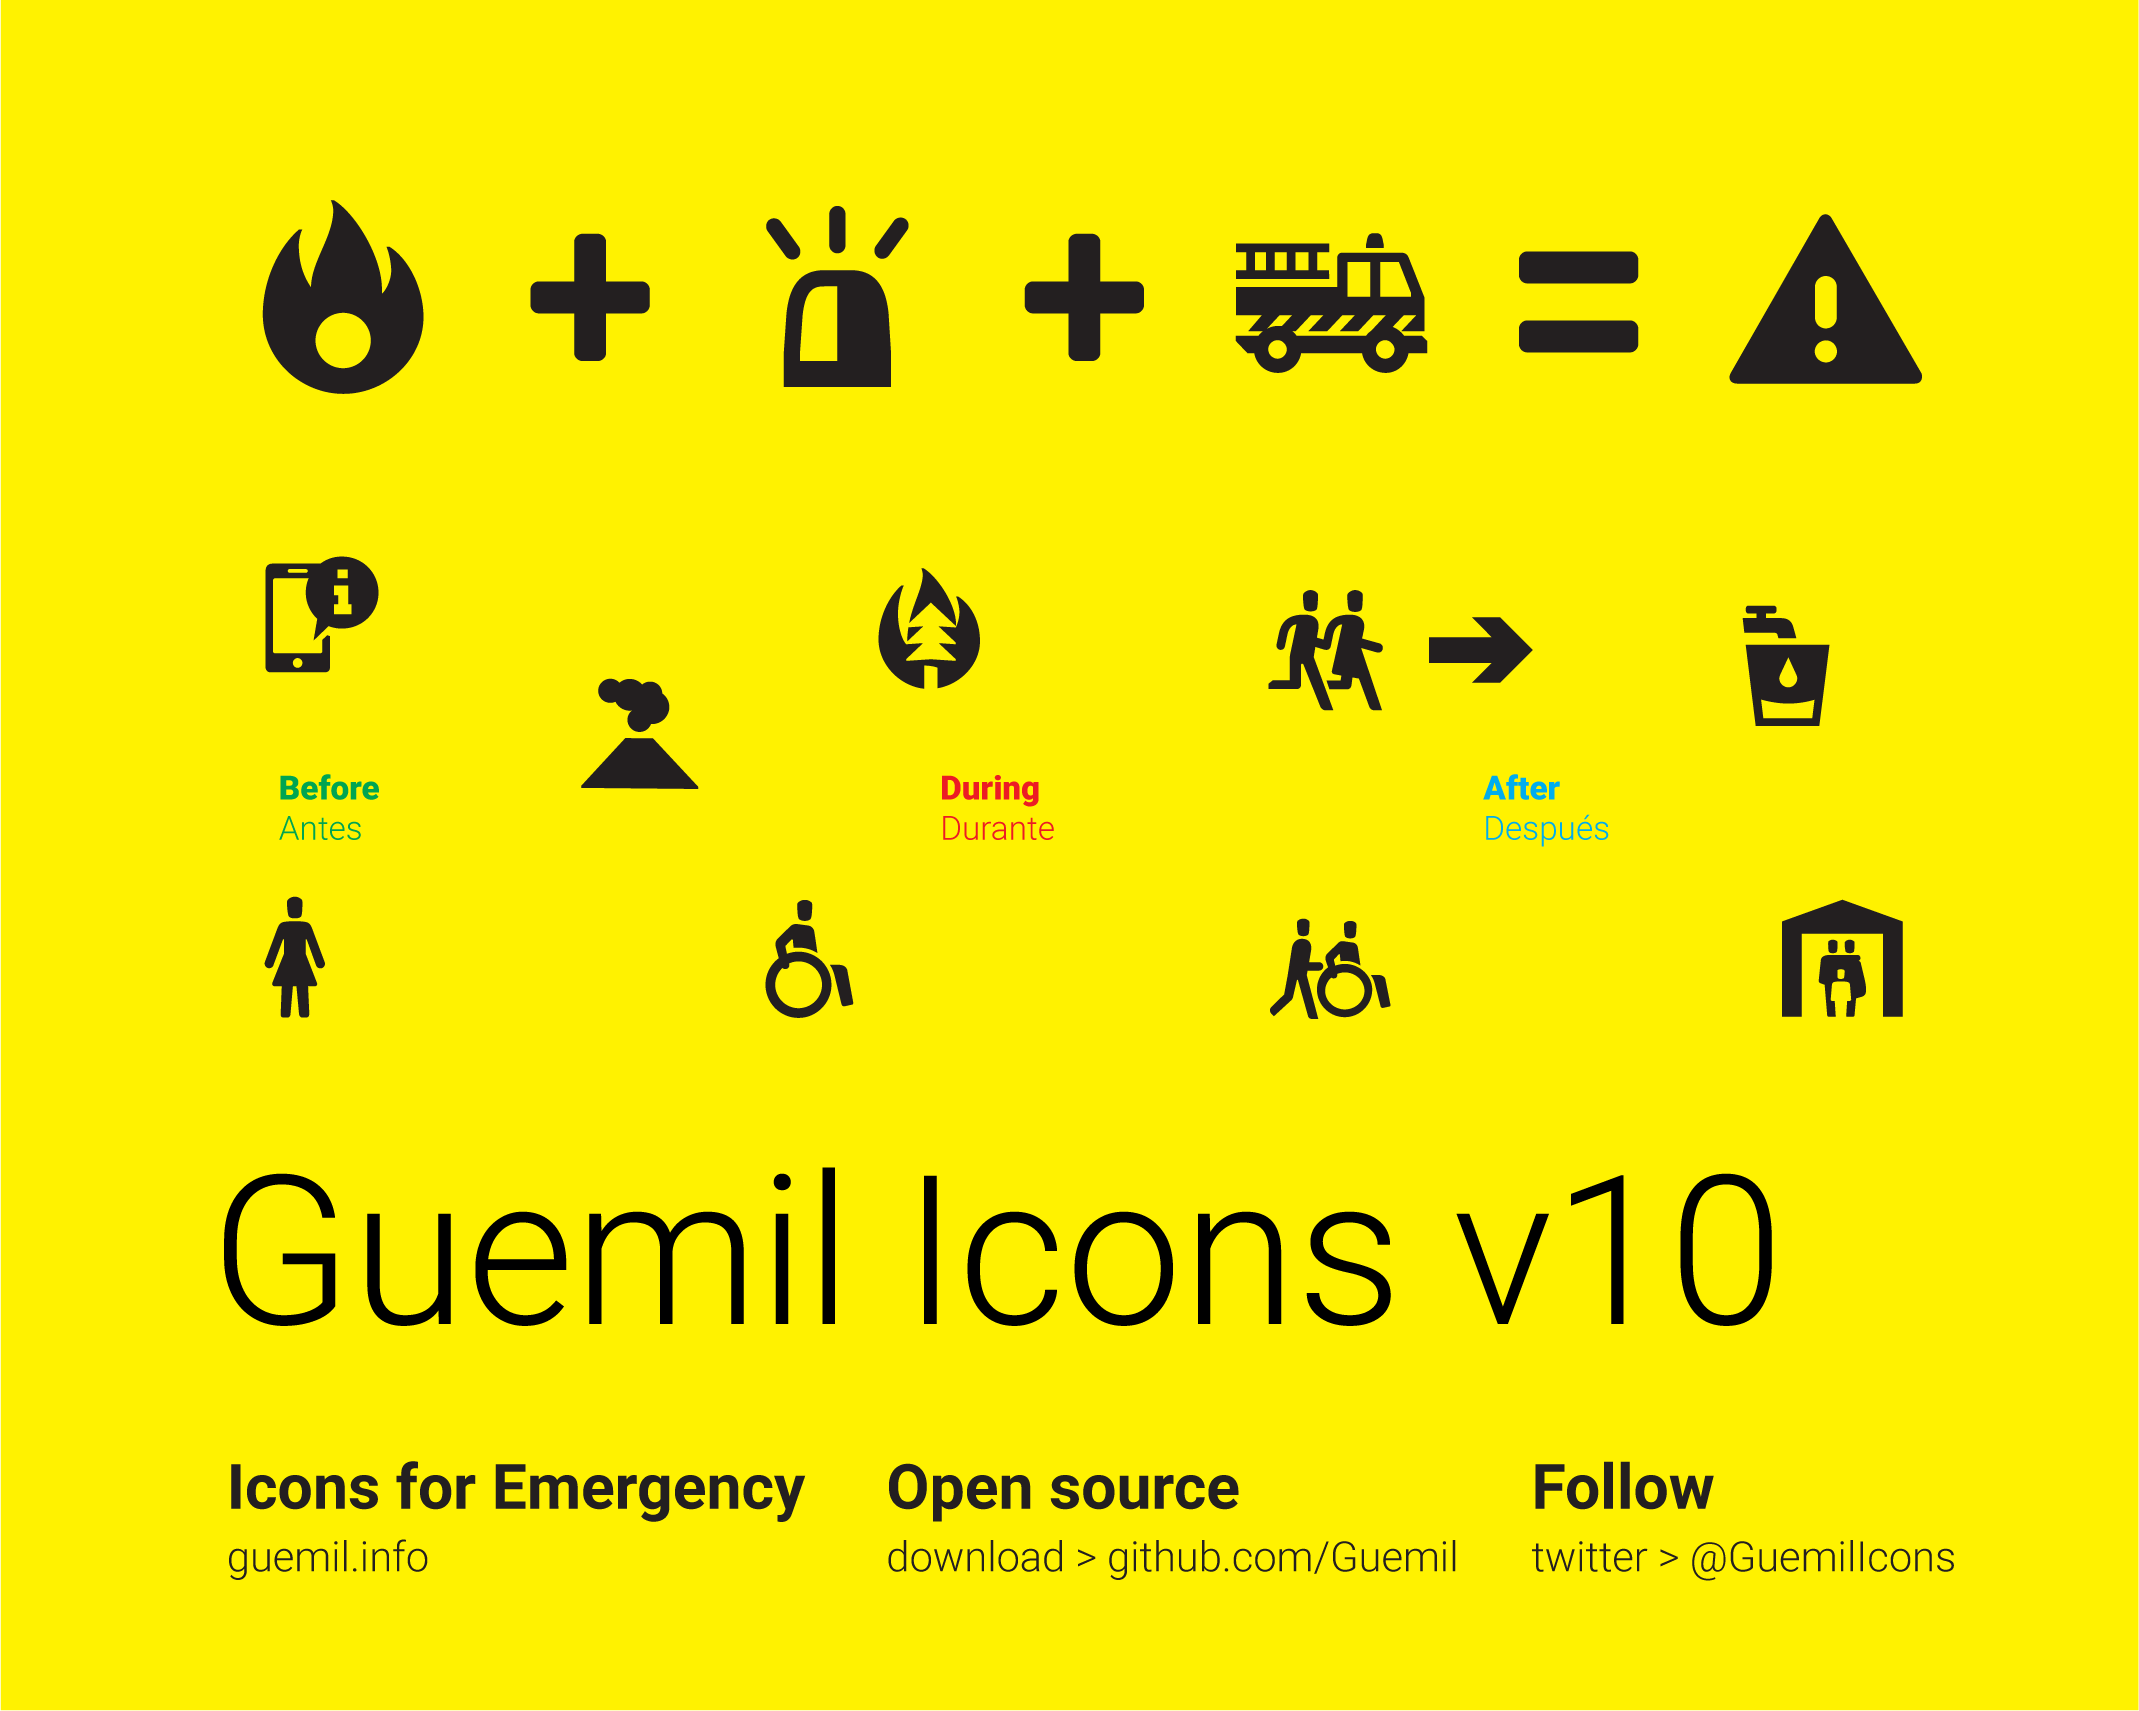 i
Before
Antes
During
Durante
After
Después
Guemil Icons v10
Icons for Emergency
guemil.info
Open source
download > github.com/Guemil
Follow
twitter > @GuemilIcons